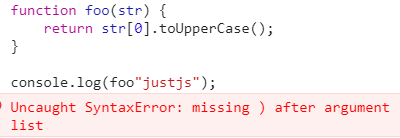 function foo(str) {
    return str[0].toUpperCase();
}
console.log(foo"justjs");
Uncaught SyntaxError: missing ) after argument
list